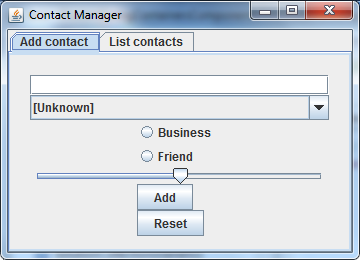 Contact Manager
Add contact
List contacts
[Unknown]
Business
Friend
Add
Reset